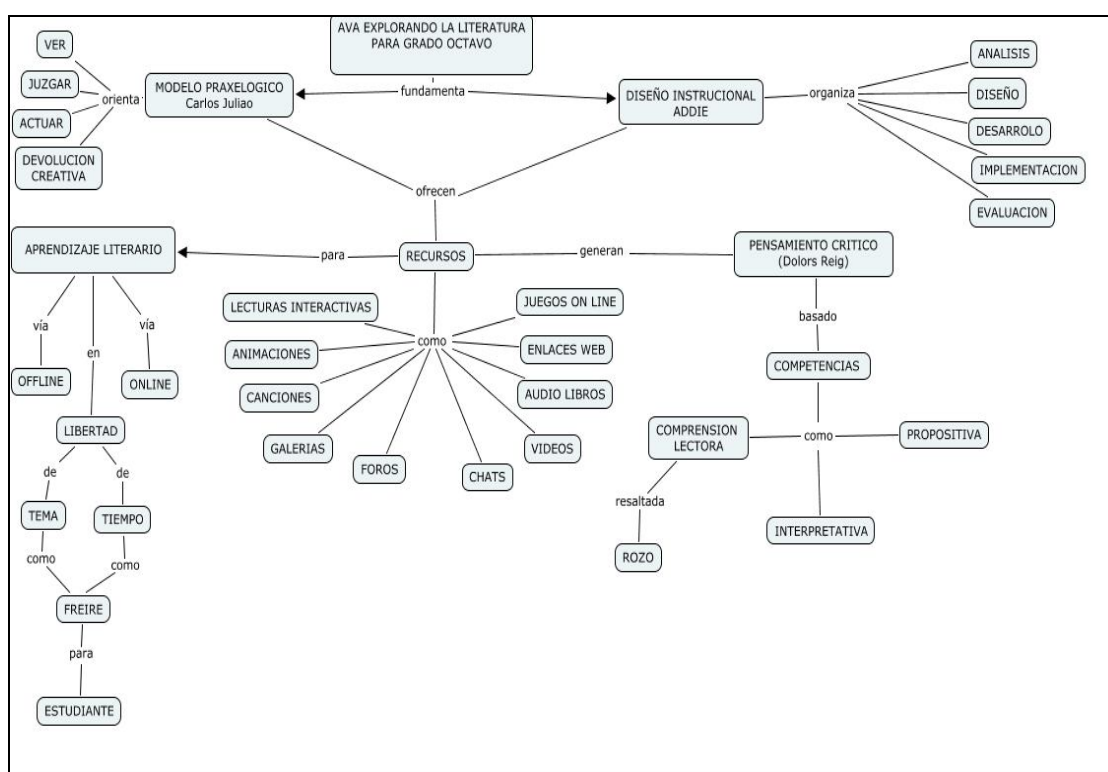 AVA EXPLORANDO LA LITERATURA
PARA GRADO OCTAVO
fundamenta
MODELO PRAXELOGICO
Carlos Juliao
orienta
VER
JUZGAR
ACTUAR
DEVOLUCION
CREATIVA
DISEÑO INSTRUCIONAL
ADDIE
organiza
ANALISIS
DISEÑO
DESARROLO
IMPLEMENTACION
EVALUACION
ofrecen
RECURSOS
para
APRENDIZAJE LITERARIO
vía
OFFLINE
en
vía
ONLINE
LIBERTAD
de
de
TEMA
TIEMPO
como
como
FREIRE
para
ESTUDIANTE
como
LECTURAS INTERACTIVAS
ANIMACIONES
CANCIONES
GALERIAS
FOROS
CHATS
VIDEOS
AUDIO LIBROS
ENLACES WEB
JUEGOS ON LINE
generan
PENSAMIENTO CRITICO
(Dolors Reig)
basado
COMPETENCIAS
como
COMPRENSION
LECTORA
PROPOSITIVA
INTERPRETATIVA
resaltada
ROZO